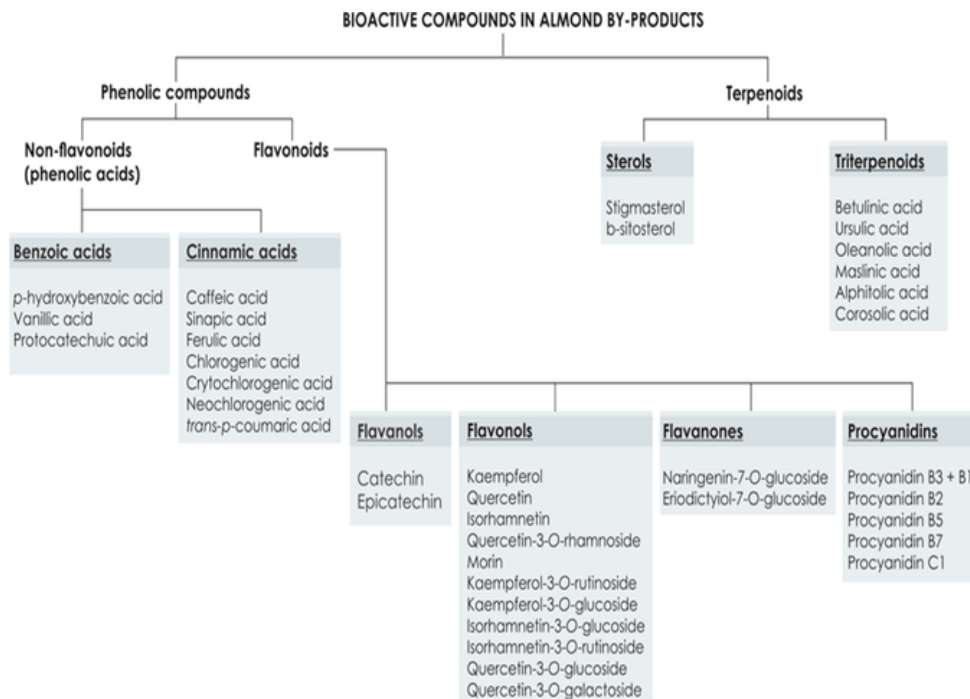 BIOACTIVE COMPOUNDS IN ALMOND BY-PRODUCTS
Phenolic compounds
Terpenoids
Non-flavonoids
(phenolic acids)
Flavonoids
Sterols
Stigmasterol
b-sitosterol
Triterpenoids
Betulinic acid
Ursulic acid
Oleanolic acid
Maslinic acid
Alphitolic acid
Corosolic acid
Benzoic acids
p-hydroxybenzoic acid
Vanillic acid
Protocatechuic acid
Cinnamic acids
Caffeic acid
Sinapic acid
Ferulic acid
Chlorogenic acid
Crytochlorogenic acid
Neochlorogenic acid
trans-p-coumaric acid
Flavanols
Catechin
Epicatechin
Flavonols
Kaempferol
Quercetin
Isorhamnetin
Quercetin-3-O-rhamnoside
Morin
Kaempferol-3-O-rutinoside
Kaempferol-3-O-glucoside
Isorhamnetin-3-O-glucoside
Isorhamnetin-3-O-rutinoside
Quercetin-3-O-glucoside
Quercetin-3-O-galactoside
Flavanones
Naringenin-7-O-glucoside
Eriodictyiol-7-O-glucoside
Procyanidins
Procyanidin B3 + B1
Procyanidin B2
Procyanidin B5
Procyanidin B7
Procyanidin C1